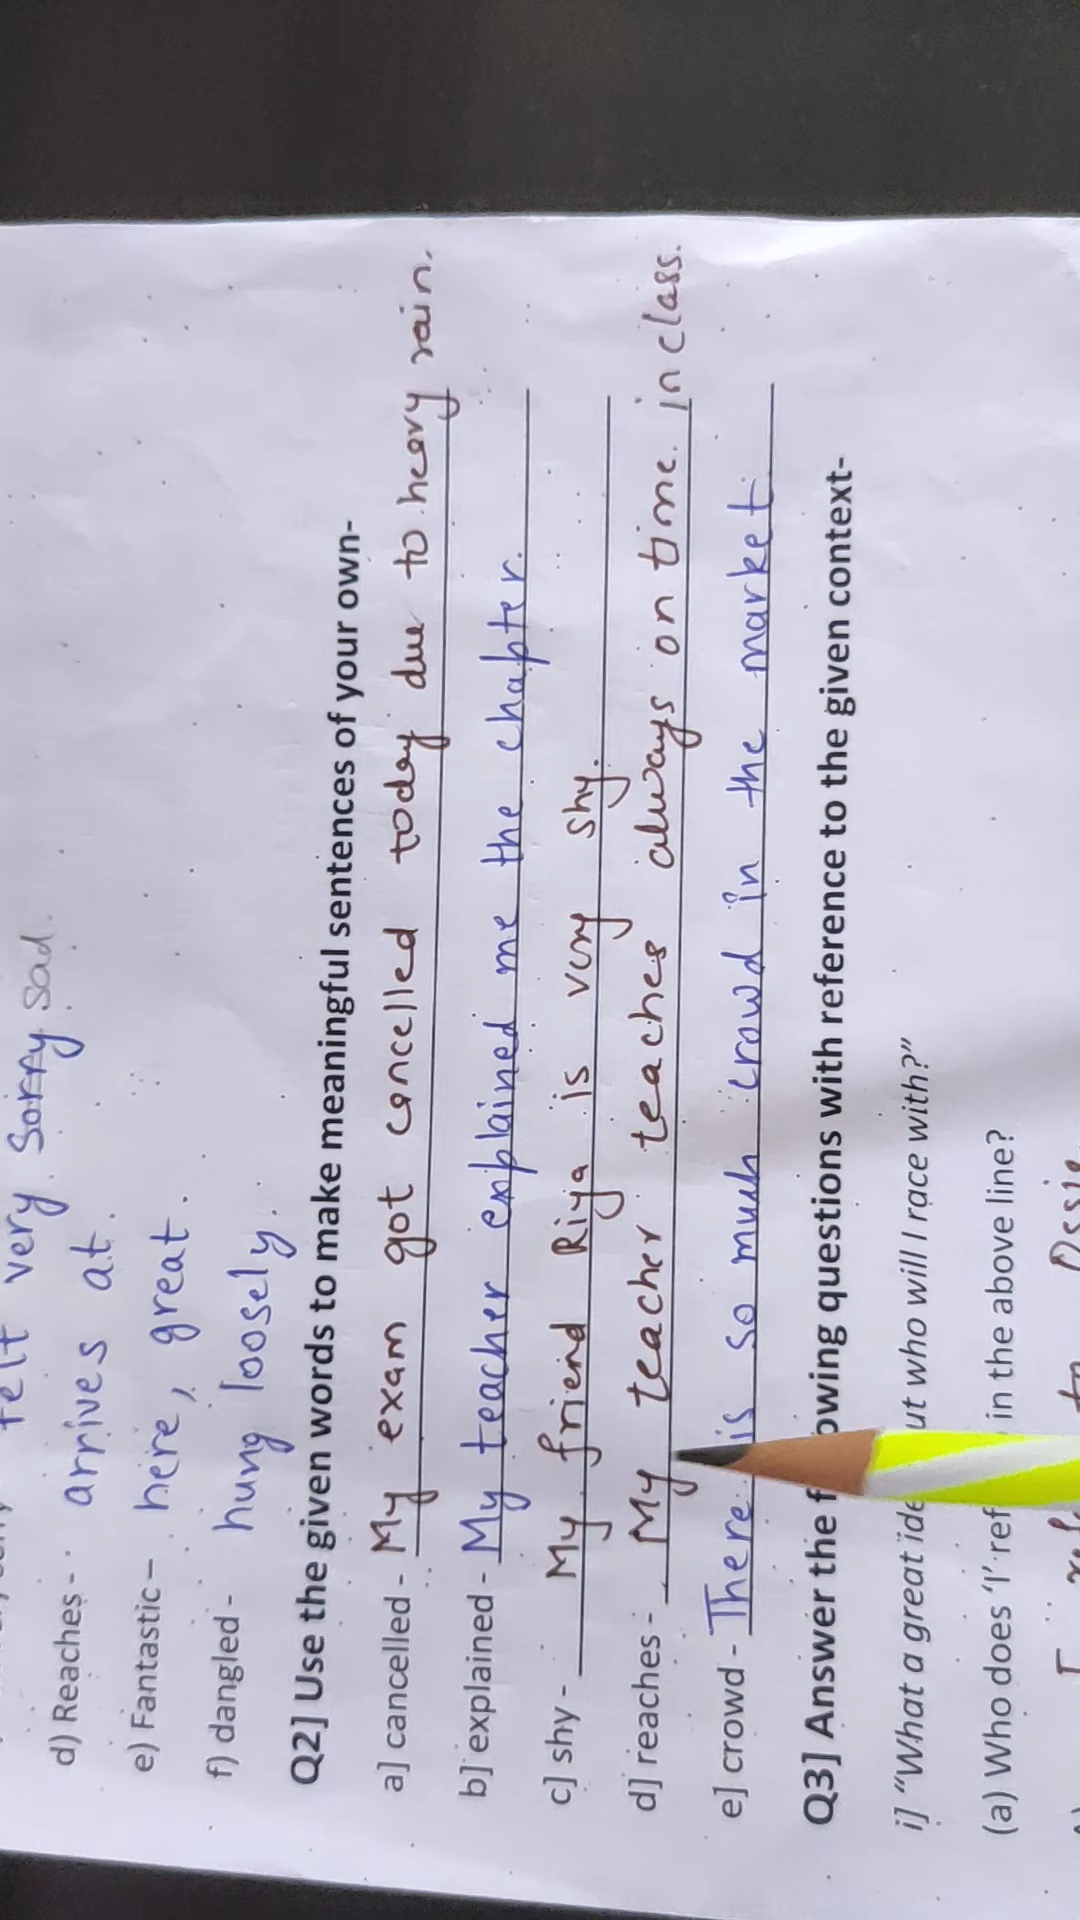 felt very sorry sad.
d) Reaches - arrives at.
e) Fantastic - here, great.
f) dangled - hung loosely.
Q2] Use the given words to make meaningful sentences of your own-
a] cancelled - My exam got cancelled today due to heavy rain.
b] explained - My teacher explained me the chapter.
c] shy - My friend Riya is very shy.
d] reaches - My teacher teaches always on time in class.
e] crowd - There is so much crowd in the market.
Q3] Answer the f owing questions with reference to the given context-
i] “What a great ide ut who will I race with?”
(a) Who does ‘I’ ref in the above line?